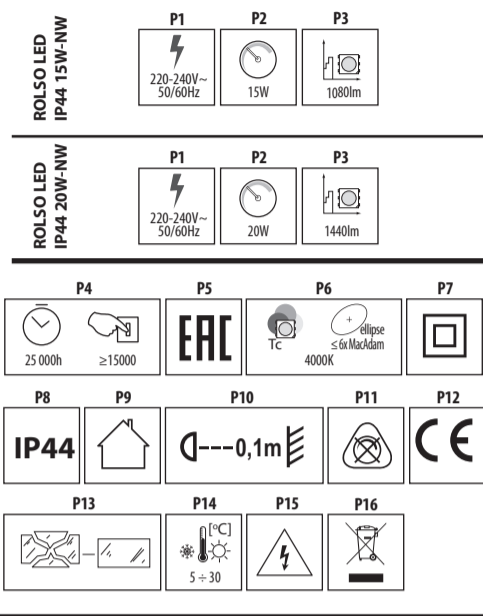 ROLSO LED
IP44 15W-NW
P1 P2 P3
220-240V~
50/60Hz
15W
1080lm
ROLSO LED
IP44 20W-NW
P1 P2 P3
220-240V~
50/60Hz
20W
1440lm
P4 P5 P6 P7
25 000h ≥15000
EAC
Tc
ellipse
≤ 6x MacAdam
4000K
P8 P9 P10 P11 P12
IP44
0,1m
CE
P13 P14 P15 P16
[°C]
5 ÷ 30